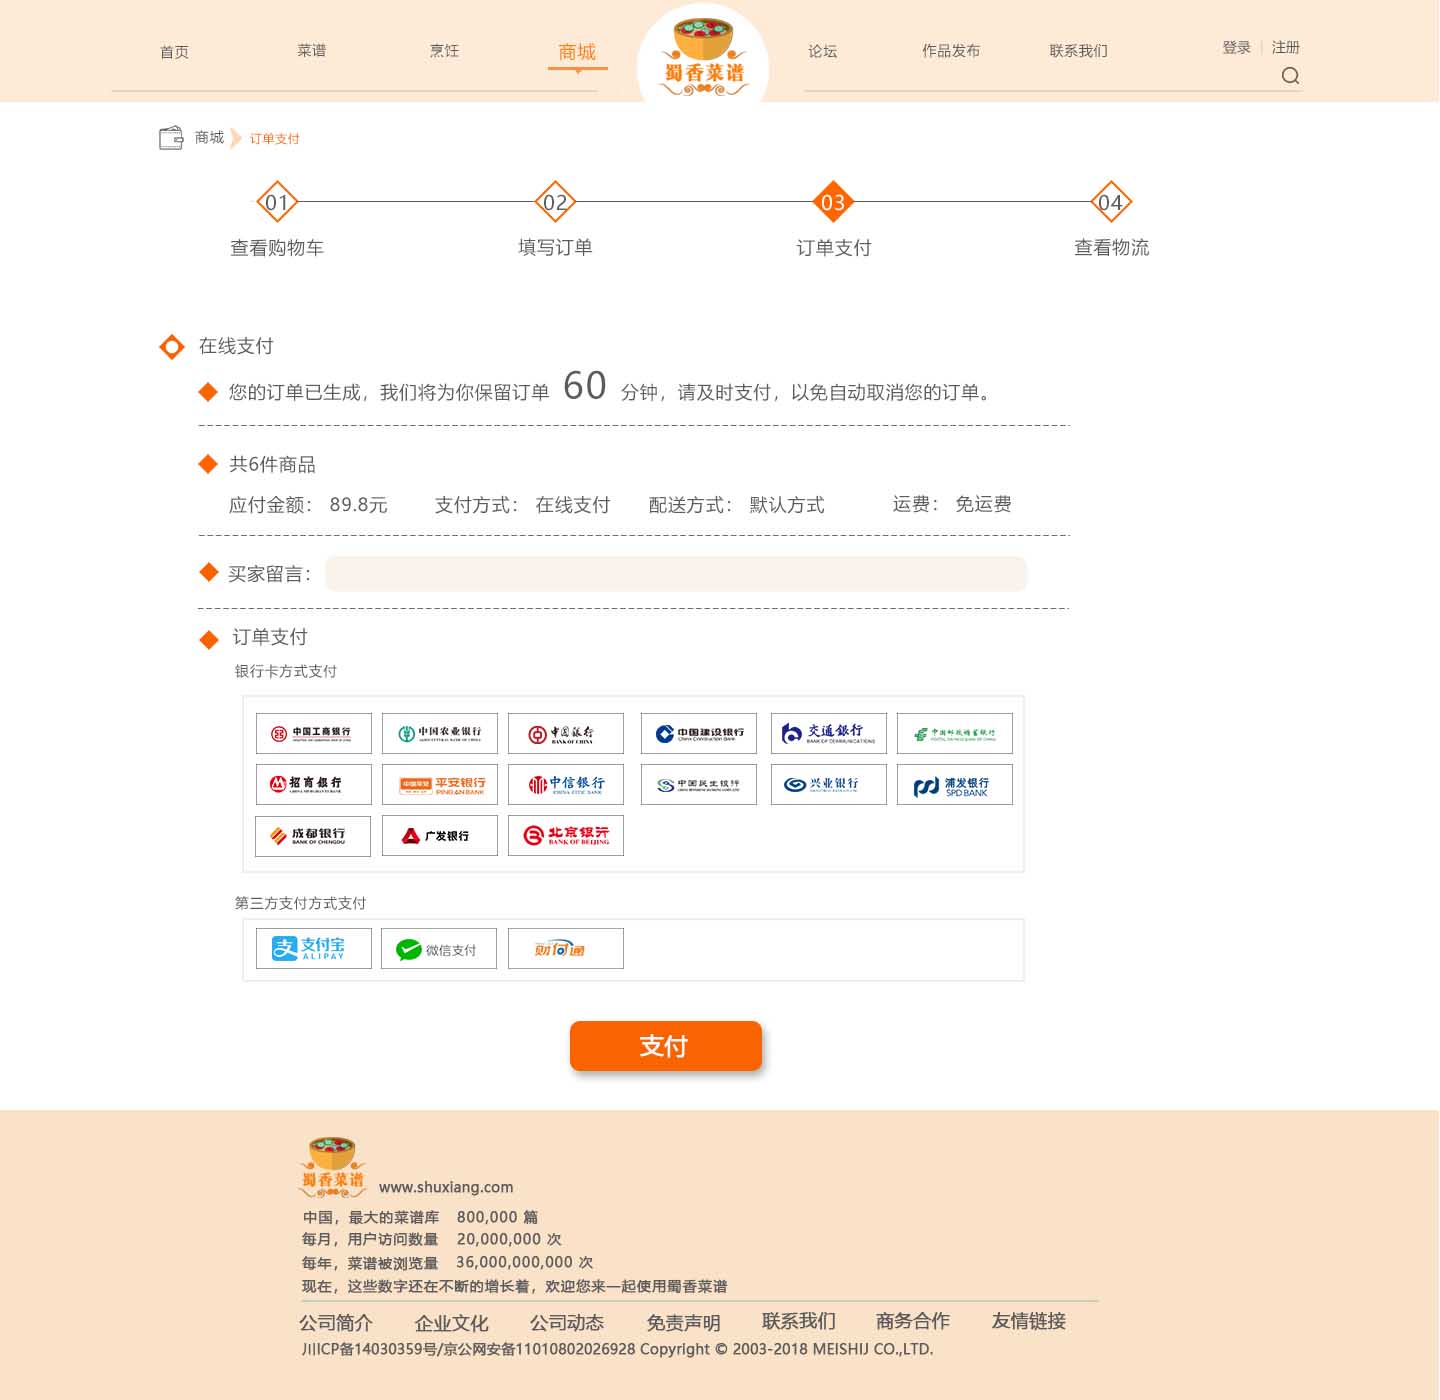 首页 菜谱 烹饪 商城 蜀香菜谱 论坛 作品发布 联系我们 登录 | 注册
商城 订单支付
01 02 03 04
查看购物车 填写订单 订单支付 查看物流
在线支付
您的订单已生成，我们将为你保留订单 60 分钟，请及时支付，以免自动取消您的订单。
共6件商品
应付金额： 89.8元 支付方式： 在线支付 配送方式： 默认方式 运费： 免运费
买家留言：
订单支付
银行卡方式支付
中国工商银行 中国农业银行 中国银行 中国建设银行 交通银行 中国邮政储蓄银行
BANK OF CHINA China Construction Bank BANK OF COMMUNICATIONS
招商银行 中国平安 平安银行 中信银行 中国民生银行 兴业银行 浦发银行
PING AN BANK CHINA CITIC BANK SPD BANK
成都银行 广发银行 北京银行
BANK OF CHENGDU BANK OF BEIJING
第三方支付方式支付
支 支付宝 微信支付 财付通
ALIPAY
支付
蜀香菜谱 www.shuxiang.com
中国，最大的菜谱库 800,000 篇
每月，用户访问数量 20,000,000 次
每年，菜谱被浏览量 36,000,000,000 次
现在，这些数字还在不断的增长着，欢迎您来一起使用蜀香菜谱
公司简介 企业文化 公司动态 免责声明 联系我们 商务合作 友情链接
川ICP备14030359号/京公网安备11010802026928 Copyright © 2003-2018 MEISHIJ CO.,LTD.